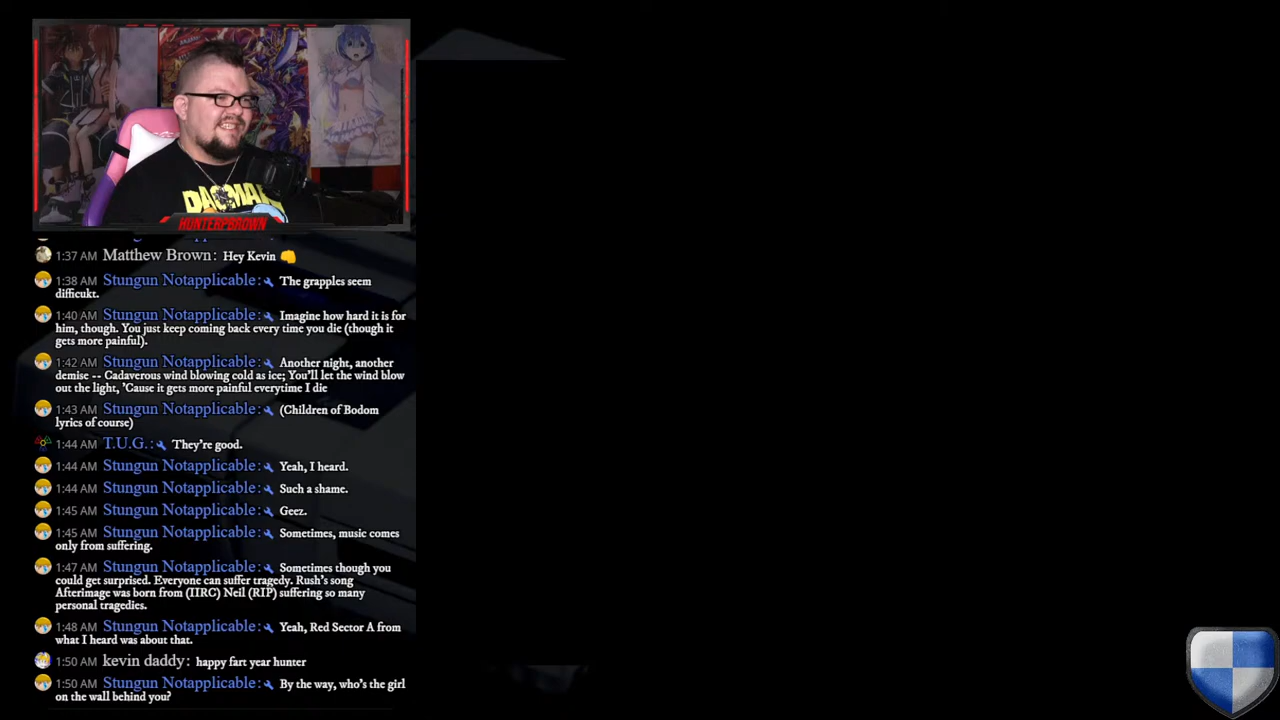 DAGMAN
HUNTERPBROWN
1:37 AM Matthew Brown: Hey Kevin 👊
1:38 AM Stungun Notapplicable: The grapples seem
difficukt.
1:40 AM Stungun Notapplicable: Imagine how hard it is for
him, though. You just keep coming back every time you die (though it
gets more painful).
1:42 AM Stungun Notapplicable: Another night, another
demise -- Cadaverous wind blowing cold as ice; You'll let the wind blow
out the light, 'Cause it gets more painful everytime I die
1:43 AM Stungun Notapplicable: (Children of Bodom
lyrics of course)
1:44 AM T.U.G.: They're good.
1:44 AM Stungun Notapplicable: Yeah, I heard.
1:44 AM Stungun Notapplicable: Such a shame.
1:45 AM Stungun Notapplicable: Geez.
1:45 AM Stungun Notapplicable: Sometimes, music comes
only from suffering.
1:47 AM Stungun Notapplicable: Sometimes though you
could get surprised. Everyone can suffer tragedy. Rush's song
Afterimage was born from (IIRC) Neil (RIP) suffering so many
personal tragedies.
1:48 AM Stungun Notapplicable: Yeah, Red Sector A from
what I heard was about that.
1:50 AM kevin daddy: happy fart year hunter
1:50 AM Stungun Notapplicable: By the way, who's the girl
on the wall behind you?